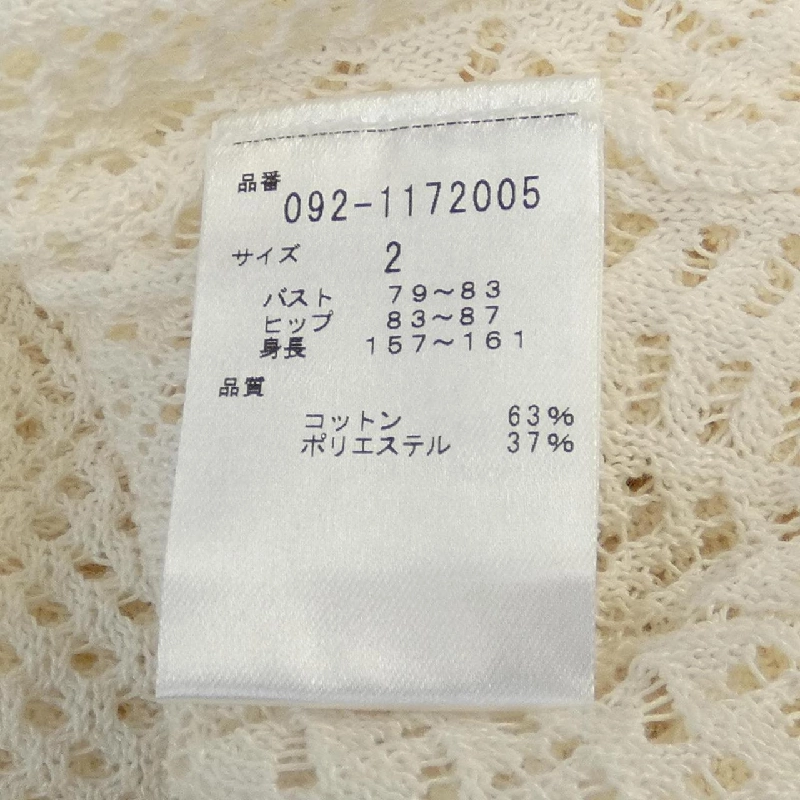 品番
092-1172005
サイズ 2
バスト 79～83
ヒップ 83～87
身長 157～161
品質
コットン 63%
ポリエステル 37%